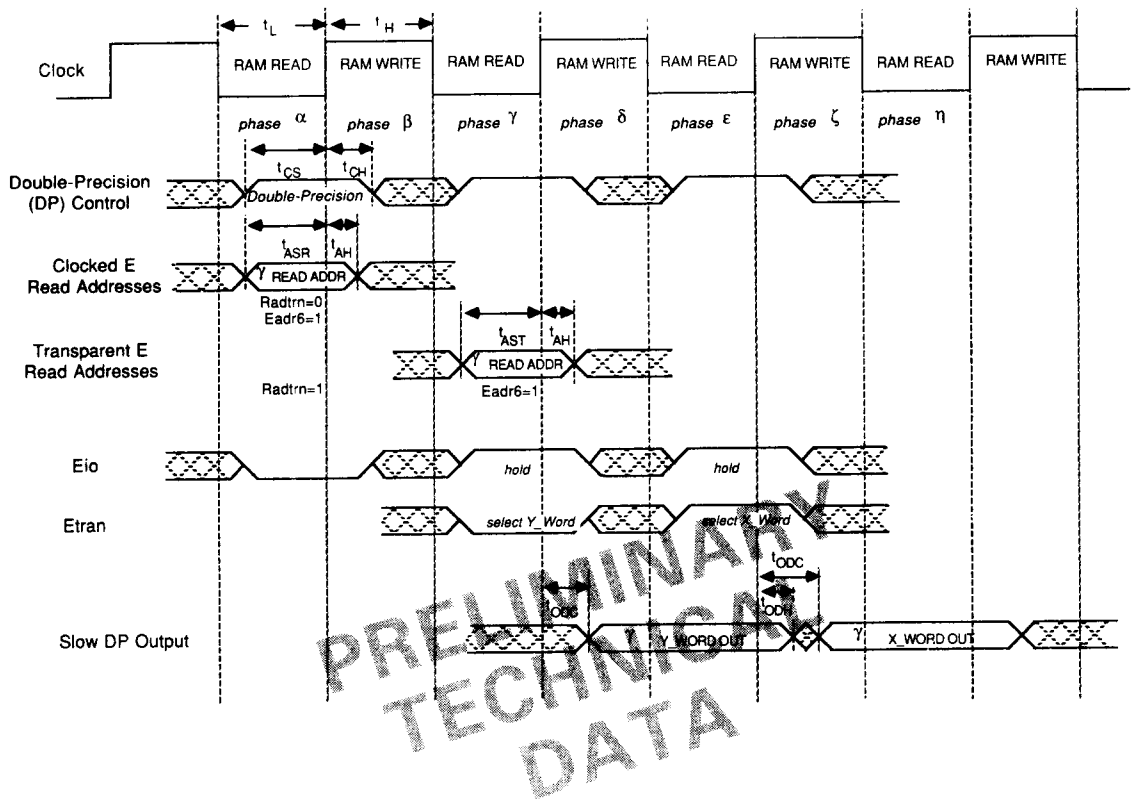 t_L t_H
Clock RAM READ RAM WRITE RAM READ RAM WRITE RAM READ RAM WRITE RAM READ RAM WRITE
phase α phase β phase γ phase δ phase ε phase ζ phase η
t_CS t_CH
Double-Precision
(DP) Control
Double-Precision
t_ASR t_AH
Clocked E
Read Addresses
γ READ ADDR
Radtrn=0
Eadr6=1
t_AST t_AH
Transparent E
Read Addresses
γ READ ADDR
Radtrn=1 Eadr6=1
Eio hold hold
Etran select Y_Word select X_Word
t_ODC
t_ODC t_ODH
Slow DP Output γ Y_WORD OUT γ X_WORD OUT
PRELIMINARY
TECHNICAL
DATA